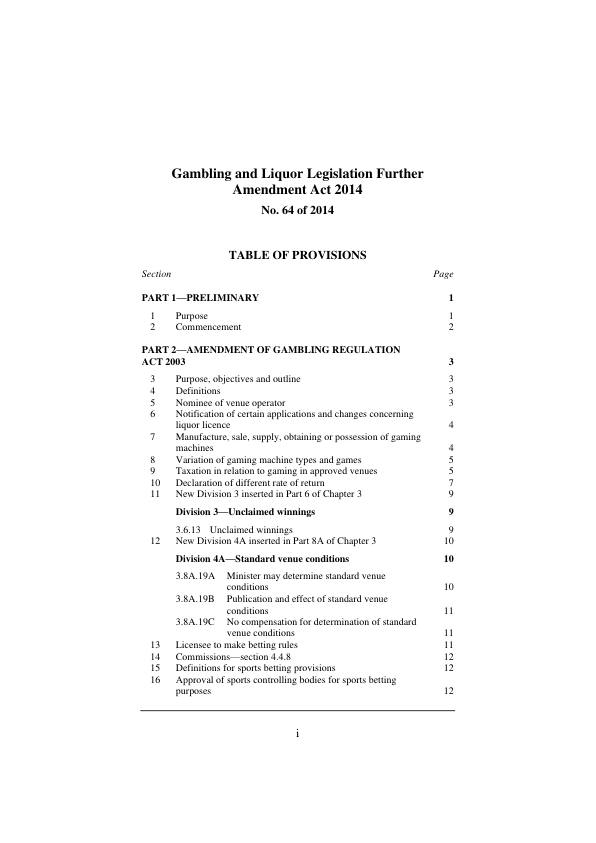 Gambling and Liquor Legislation Further
Amendment Act 2014
No. 64 of 2014
TABLE OF PROVISIONS
Section Page
PART 1—PRELIMINARY 1
1 Purpose 1
2 Commencement 2
PART 2—AMENDMENT OF GAMBLING REGULATION
ACT 2003 3
3 Purpose, objectives and outline 3
4 Definitions 3
5 Nominee of venue operator 3
6 Notification of certain applications and changes concerning
liquor licence 4
7 Manufacture, sale, supply, obtaining or possession of gaming
machines 4
8 Variation of gaming machine types and games 5
9 Taxation in relation to gaming in approved venues 5
10 Declaration of different rate of return 7
11 New Division 3 inserted in Part 6 of Chapter 3 9
Division 3—Unclaimed winnings 9
3.6.13 Unclaimed winnings 9
12 New Division 4A inserted in Part 8A of Chapter 3 10
Division 4A—Standard venue conditions 10
3.8A.19A Minister may determine standard venue
conditions 10
3.8A.19B Publication and effect of standard venue
conditions 11
3.8A.19C No compensation for determination of standard
venue conditions 11
13 Licensee to make betting rules 11
14 Commissions—section 4.4.8 12
15 Definitions for sports betting provisions 12
16 Approval of sports controlling bodies for sports betting
purposes 12
i